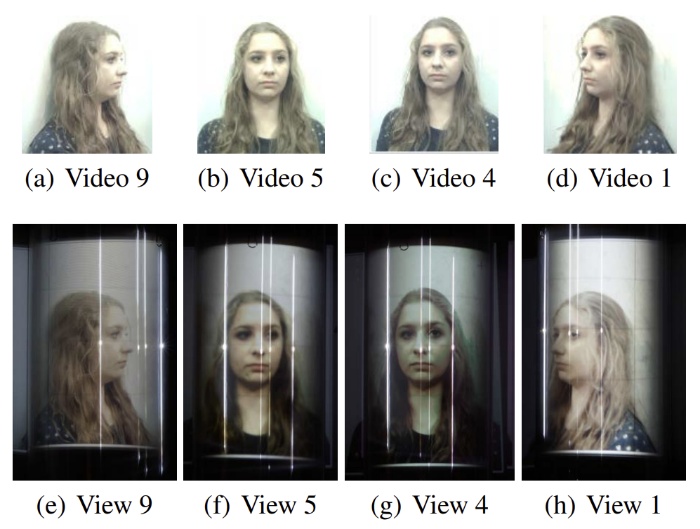 (a) Video 9
(b) Video 5
(c) Video 4
(d) Video 1
(e) View 9
(f) View 5
(g) View 4
(h) View 1